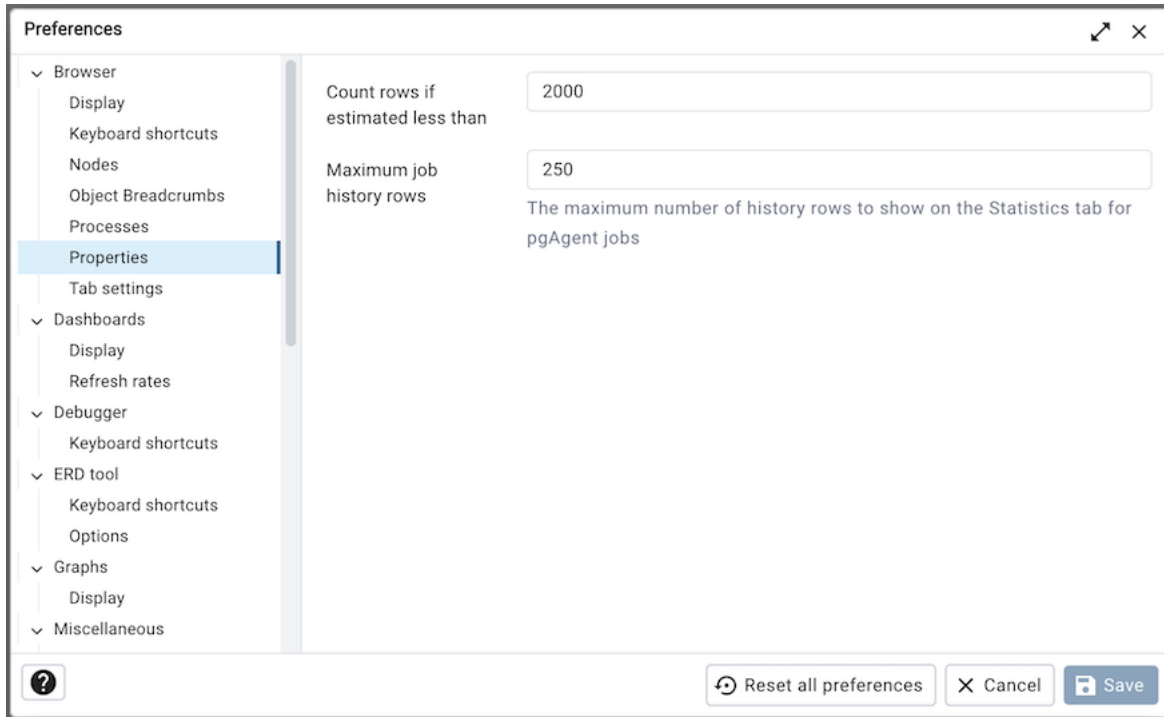 Preferences
Browser
Display
Keyboard shortcuts
Nodes
Object Breadcrumbs
Processes
Properties
Tab settings
Dashboards
Display
Refresh rates
Debugger
Keyboard shortcuts
ERD tool
Keyboard shortcuts
Options
Graphs
Display
Miscellaneous
Count rows if
estimated less than
2000
Maximum job
history rows
250
The maximum number of history rows to show on the Statistics tab for
pgAgent jobs
Reset all preferences
Cancel
Save